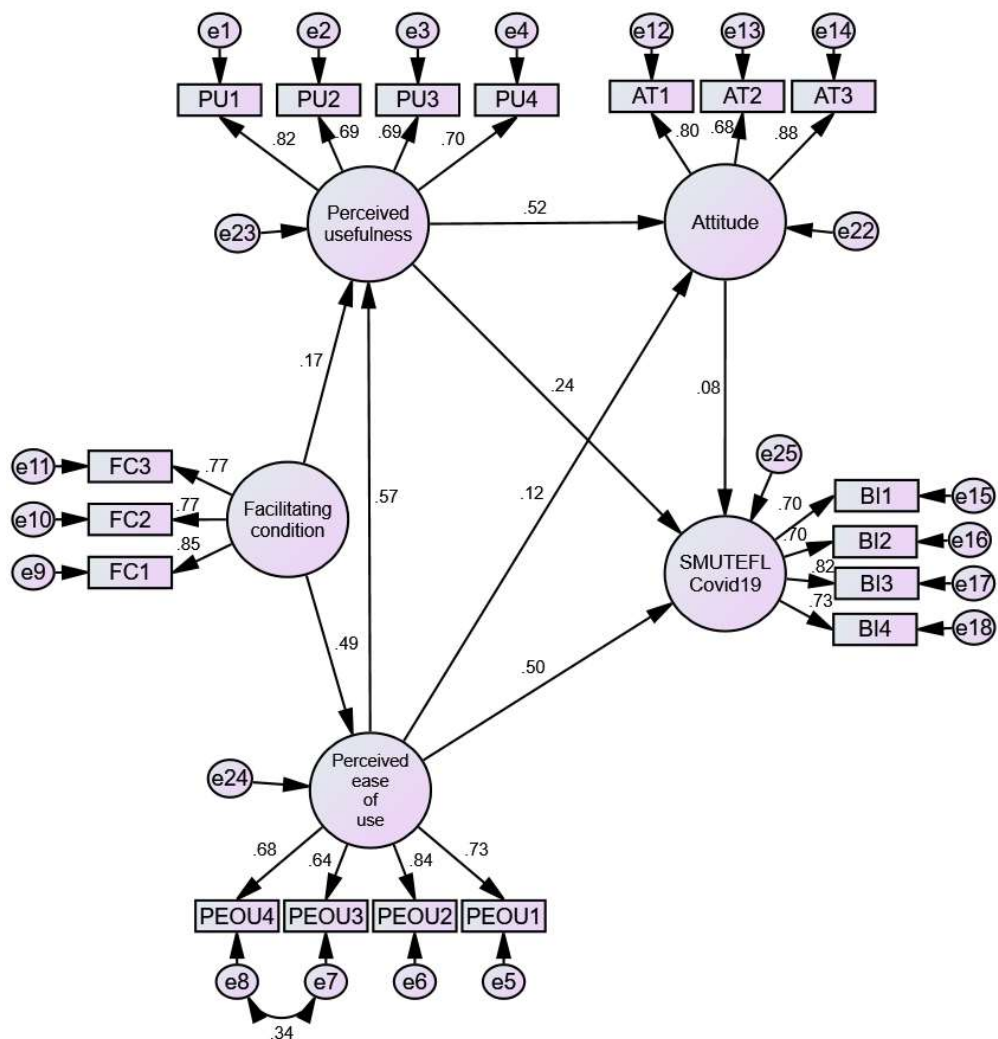 e1
e2
e3
e4
e12
e13
e14
PU1
PU2
PU3
PU4
AT1
AT2
AT3
.82
.69
.69
.70
.80
.68
.88
e23
Perceived
usefulness
.52
Attitude
e22
.17
.24
.08
e11
FC3
.77
e10
FC2
.77
e9
FC1
.85
Facilitating
condition
.57
.12
e25
SMUTEFL
Covid19
.70
BI1
e15
.70
BI2
e16
.82
BI3
e17
.73
BI4
e18
.49
.50
e24
Perceived
ease
of
use
.68
.64
.84
.73
PEOU4
PEOU3
PEOU2
PEOU1
e8
e7
e6
e5
.34